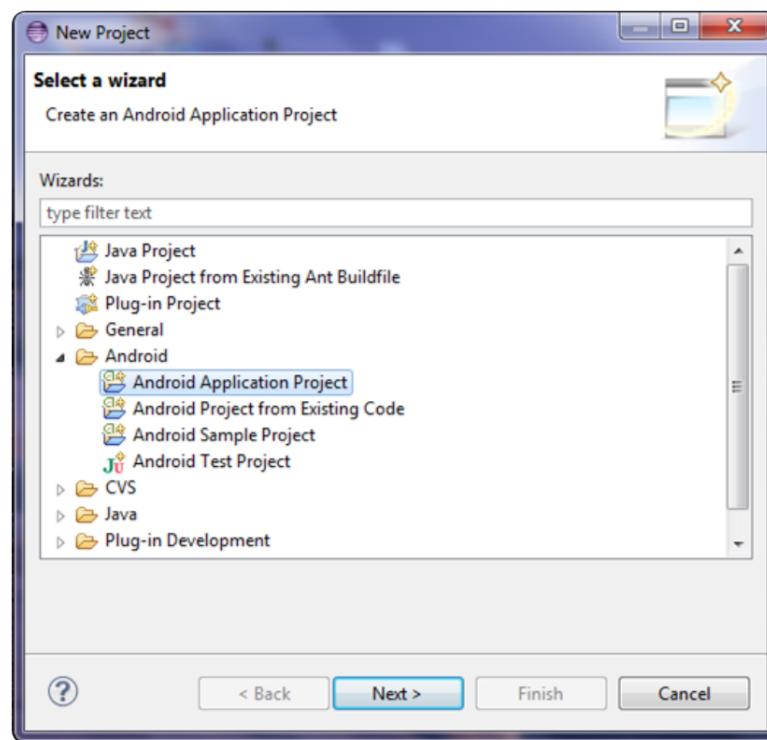 New Project
Select a wizard
Create an Android Application Project
Wizards:
type filter text
Java Project
Java Project from Existing Ant Buildfile
Plug-in Project
General
Android
Android Application Project
Android Project from Existing Code
Android Sample Project
Android Test Project
CVS
Java
Plug-in Development
< Back Next > Finish Cancel